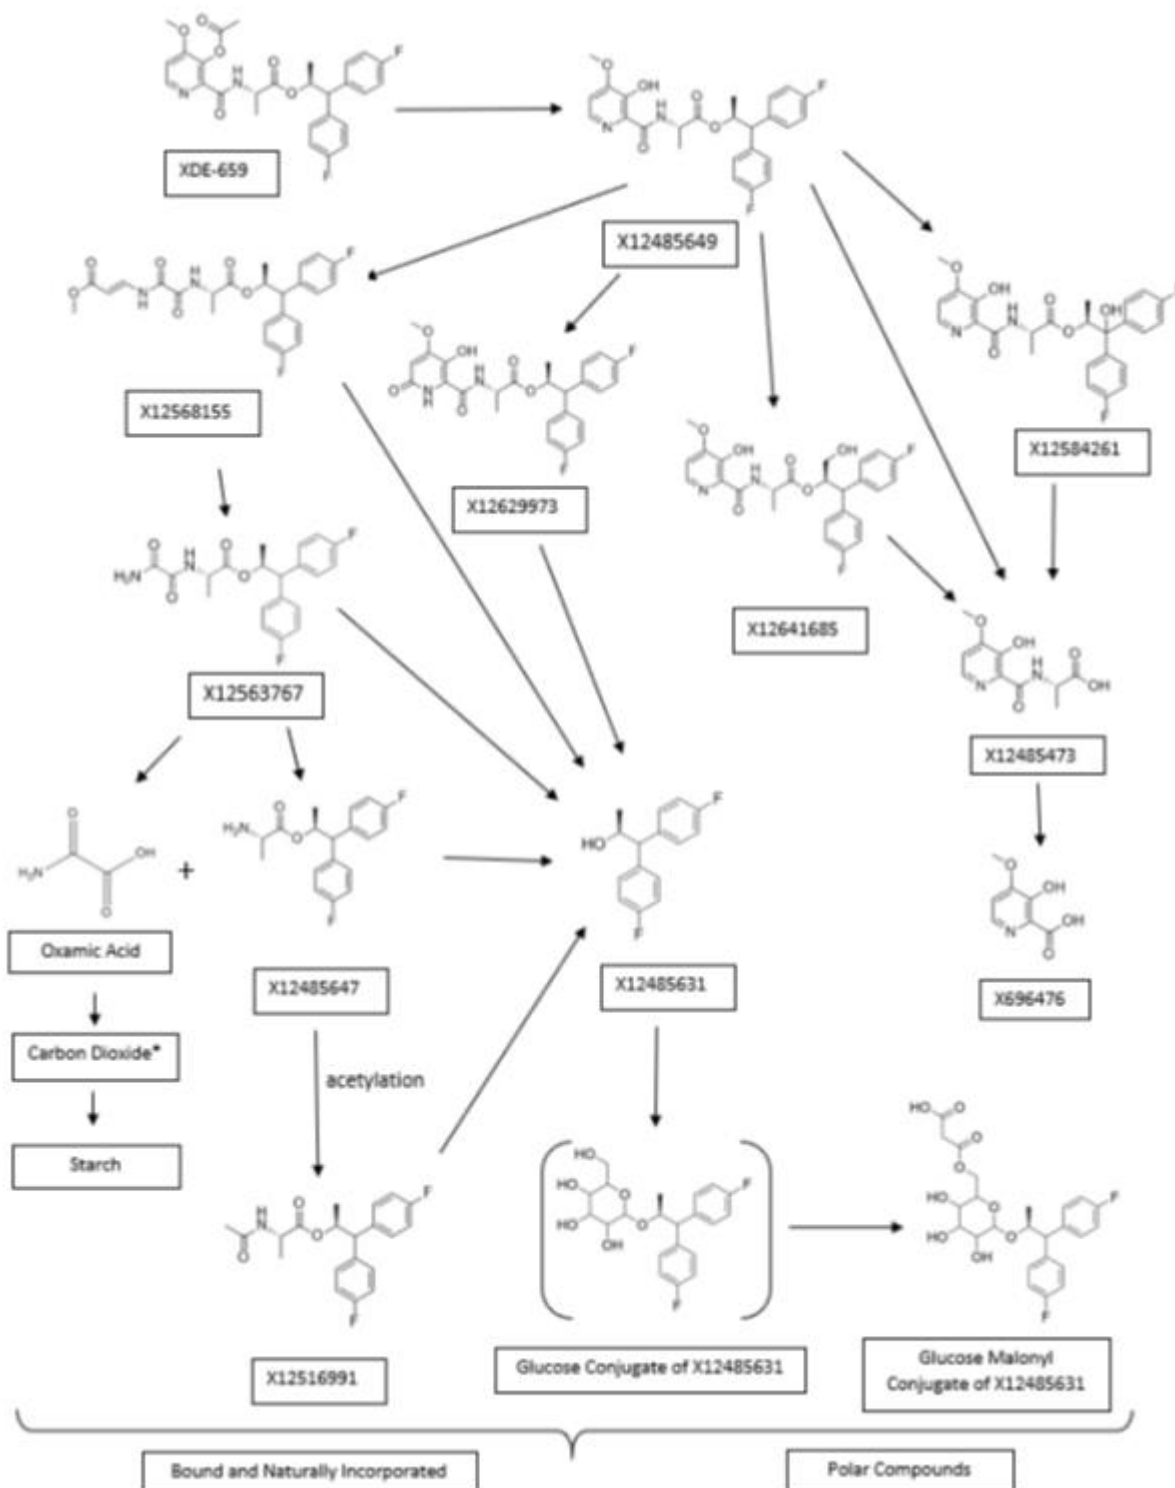 XDE-659
X12485649
X12568155
X12629973
X12584261
X12641685
X12563767
X12485473
+
Oxamic Acid
X12485647
X12485631
X696476
Carbon Dioxide*
acetylation
Starch
X12516991
Glucose Conjugate of X12485631
Glucose Malonyl
Conjugate of X12485631
Bound and Naturally Incorporated
Polar Compounds